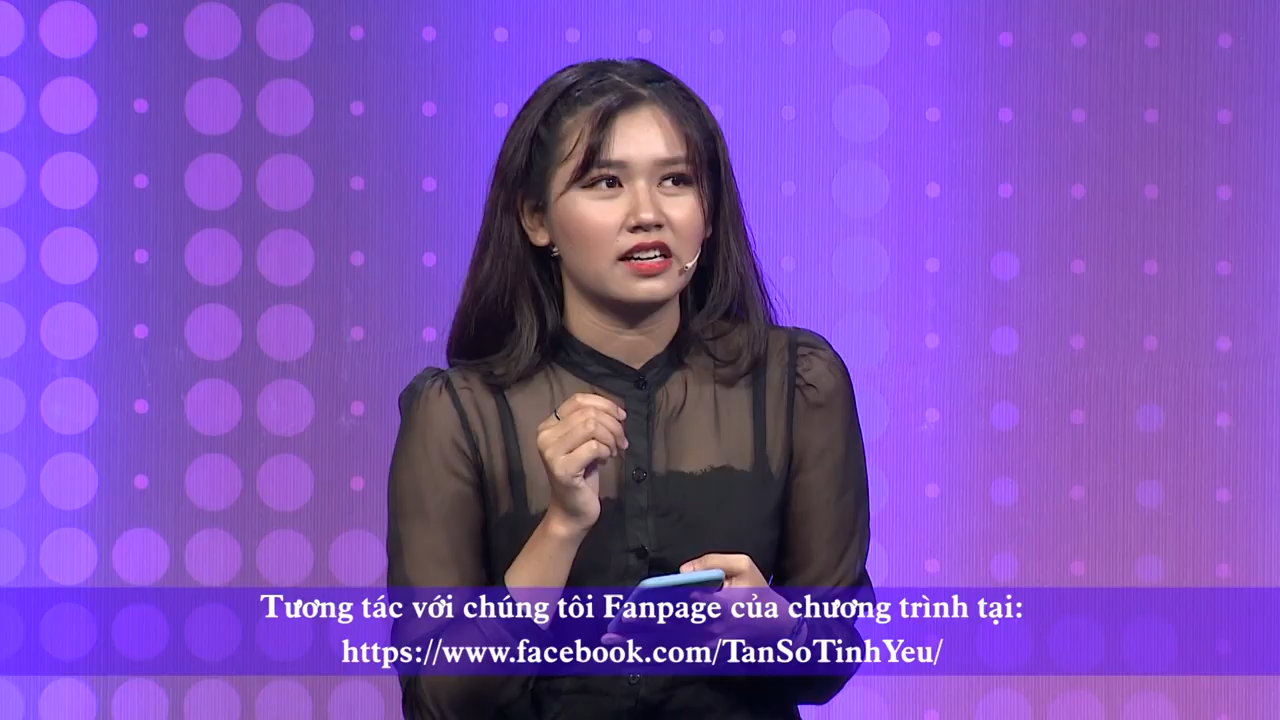 Tương tác với chúng tôi Fanpage của chương trình tại:
https://www.facebook.com/TanSoTinhYeu/